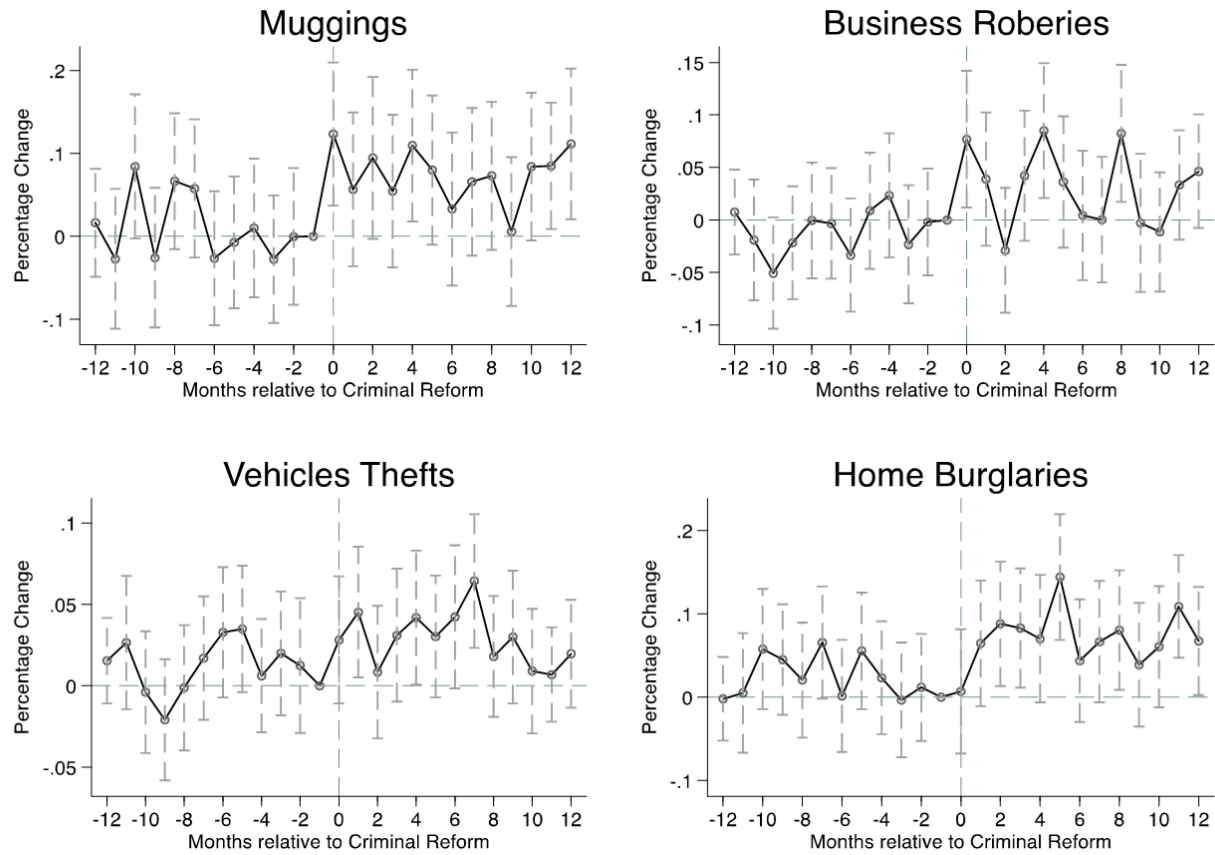 Muggings
Percentage Change
.2
.1
0
-.1
-12 -10 -8 -6 -4 -2 0 2 4 6 8 10 12
Months relative to Criminal Reform
Business Roberies
Percentage Change
.15
.1
.05
0
-.05
-.1
-12 -10 -8 -6 -4 -2 0 2 4 6 8 10 12
Months relative to Criminal Reform
Vehicles Thefts
Percentage Change
.1
.05
0
-.05
-12 -10 -8 -6 -4 -2 0 2 4 6 8 10 12
Months relative to Criminal Reform
Home Burglaries
Percentage Change
.2
.1
0
-.1
-12 -10 -8 -6 -4 -2 0 2 4 6 8 10 12
Months relative to Criminal Reform